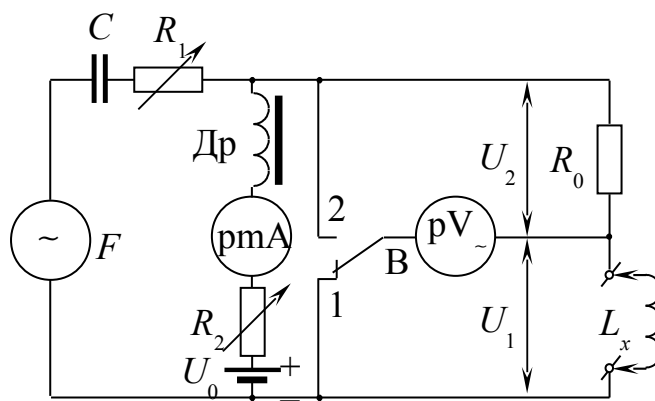 C
R₁
Др
U₂
R₀
2
pmA
~
F
B
pV
~
1
R₂
U₁
Lₓ
U₀
+
−